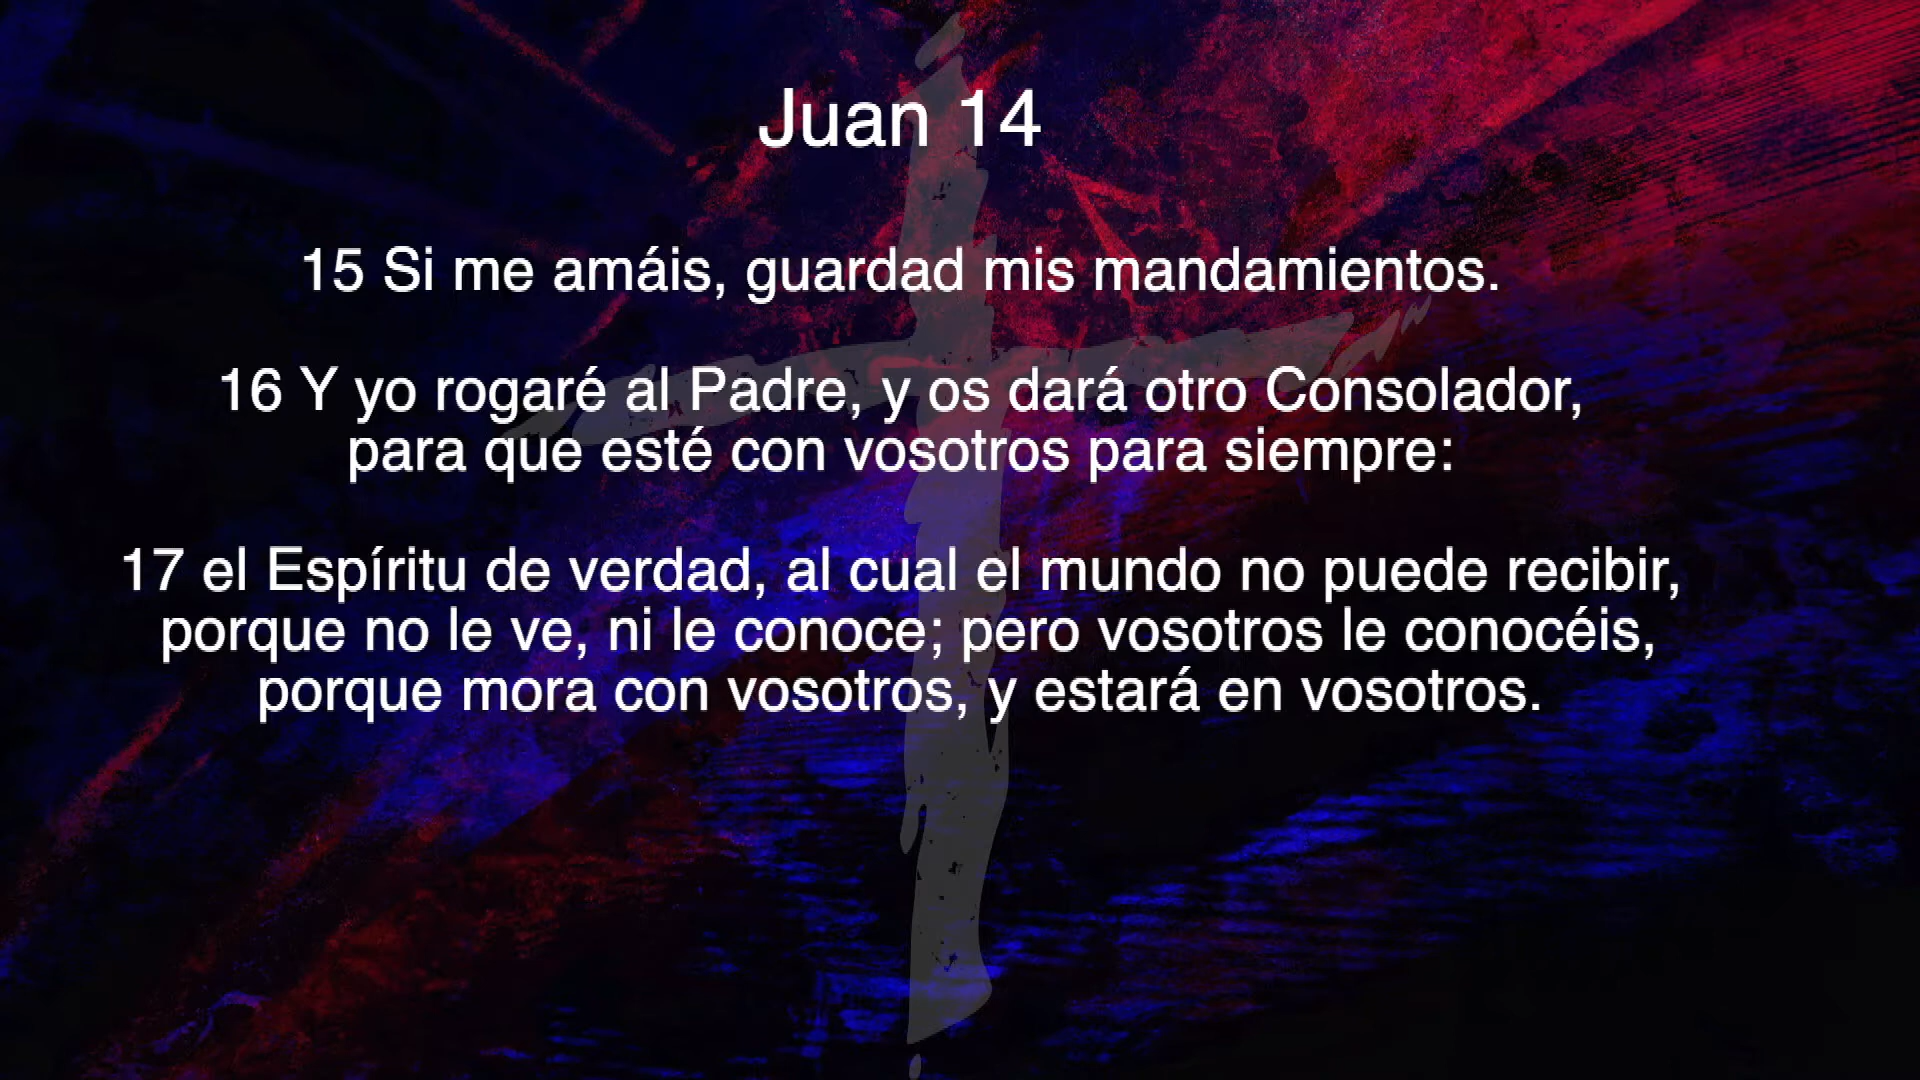 Juan 14
15 Si me amáis, guardad mis mandamientos.
16 Y yo rogaré al Padre, y os dará otro Consolador,
para que esté con vosotros para siempre:
17 el Espíritu de verdad, al cual el mundo no puede recibir,
porque no le ve, ni le conoce; pero vosotros le conocéis,
porque mora con vosotros, y estará en vosotros.